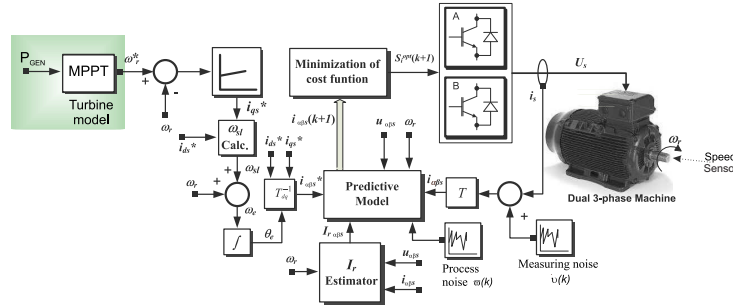 P_GEN
MPPT
Turbine
model
ω*_r
+
-
ω_r
i_qs*
i_ds*
ω_sl
Calc.
ω_sl
+
+
ω_r
ω_e
∫
θ_e
i_ds*
i_qs*
T_dq^-1
i_αβs*
Minimization of
cost funtion
i_αβs(k+1)
S_i^opt(k+1)
A
B
U_s
i_s
u_αβs
ω_r
Predictive
Model
i_αβs
T
+
I_r αβs
ω_r
I_r
Estimator
u_αβs
i_αβs
Process
noise ϖ(k)
Measuring noise
υ(k)
ω_r
Speed
Senso
Dual 3-phase Machine